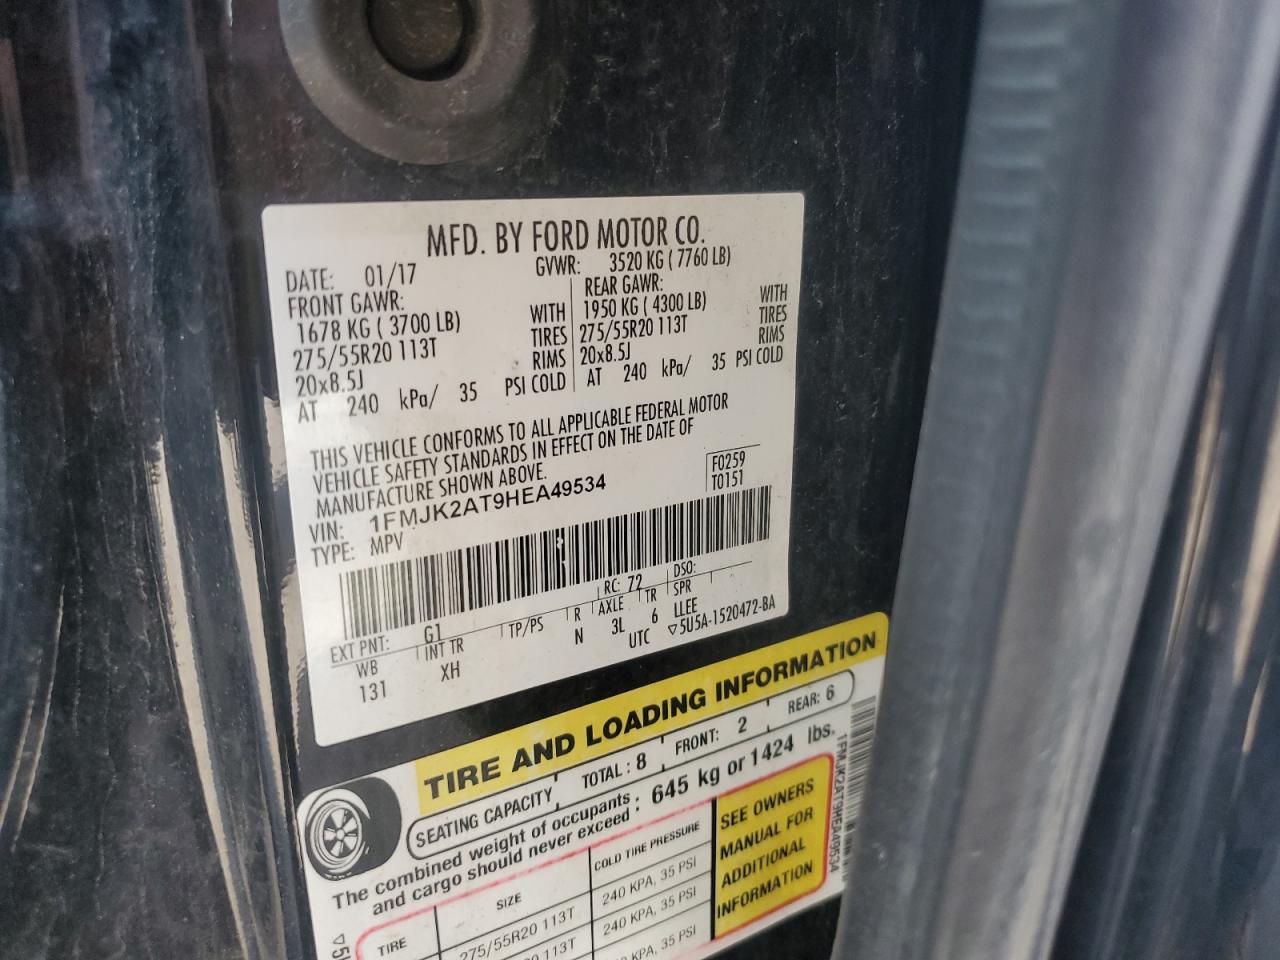 MFD. BY FORD MOTOR CO.
DATE: 01/17 GVWR: 3520 KG ( 7760 LB)
FRONT GAWR: REAR GAWR:
1678 KG ( 3700 LB) WITH 1950 KG ( 4300 LB) WITH
275/55R20 113T TIRES 275/55R20 113T TIRES
20x8.5J RIMS 20x8.5J RIMS
AT 240 kPa/ 35 PSI COLD AT 240 kPa/ 35 PSI COLD
THIS VEHICLE CONFORMS TO ALL APPLICABLE FEDERAL MOTOR
VEHICLE SAFETY STANDARDS IN EFFECT ON THE DATE OF
MANUFACTURE SHOWN ABOVE.
F0259
VIN: 1FMJK2AT9HEA49534 T0151
TYPE: MPV
EXT PNT: G1 RC: 72 DSO:
WB INT TR TP/PS R AXLE TR SPR
131 XH N 3L 6 LLEE
UTC ▽5U5A-1520472-BA
TIRE AND LOADING INFORMATION
SEATING CAPACITY TOTAL: 8 FRONT: 2 REAR: 6
The combined weight of occupants
and cargo should never exceed : 645 kg or 1424 lbs.
TIRE SIZE COLD TIRE PRESSURE
275/55R20 113T 240 KPA, 35 PSI
113T 240 KPA, 35 PSI
KPA, 35 PSI
SEE OWNERS
MANUAL FOR
ADDITIONAL
INFORMATION
1FMJK2AT9HEA49534